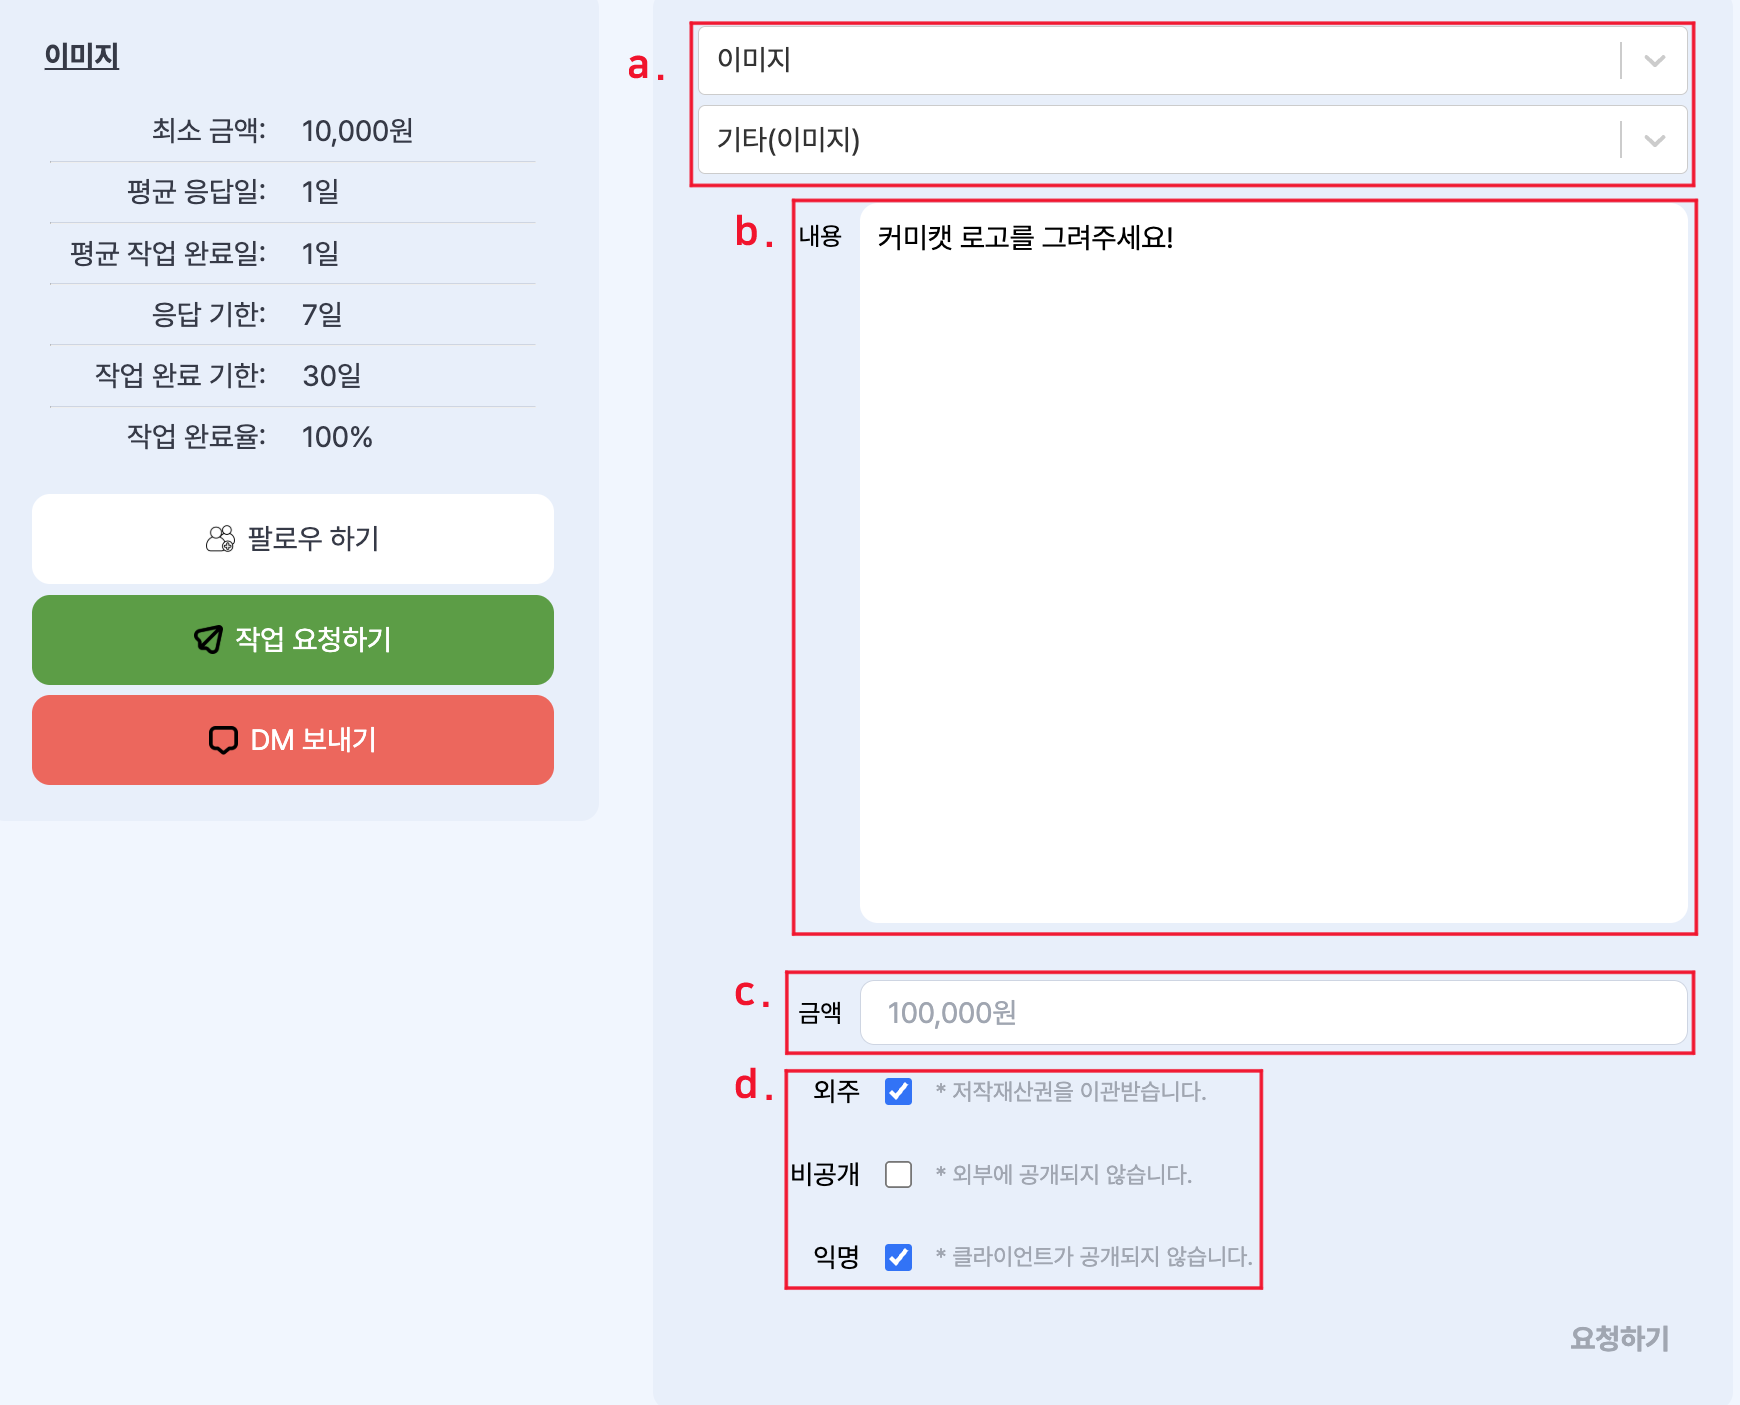 이미지
최소 금액: 10,000원
평균 응답일: 1일
평균 작업 완료일: 1일
응답 기한: 7일
작업 완료 기한: 30일
작업 완료율: 100%
팔로우 하기
작업 요청하기
DM 보내기
a.
이미지
기타(이미지)
b.
내용
커미캣 로고를 그려주세요!
c.
금액
100,000원
d.
외주 * 저작재산권을 이관받습니다.
비공개 * 외부에 공개되지 않습니다.
익명 * 클라이언트가 공개되지 않습니다.
요청하기